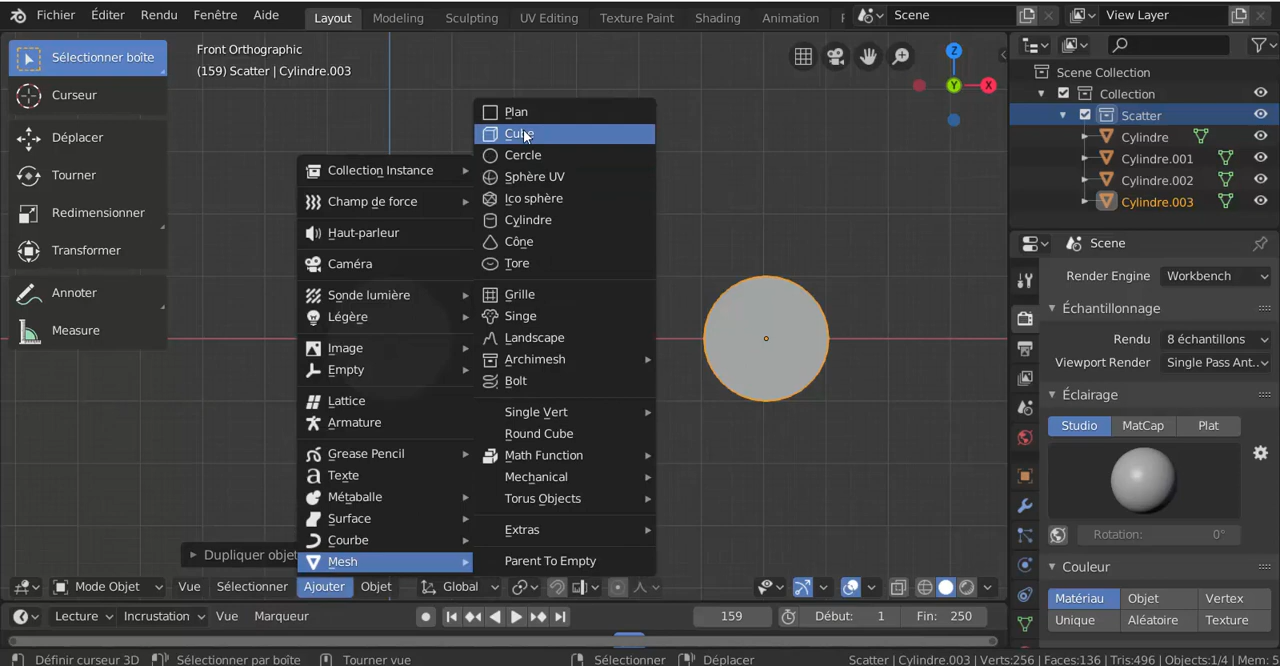 Fichier Éditer Rendu Fenêtre Aide Layout Modeling Sculpting UV Editing Texture Paint Shading Animation Scene View Layer
Sélectionner boîte
Curseur
Déplacer
Tourner
Redimensionner
Transformer
Annoter
Measure
Front Orthographic
(159) Scatter | Cylindre.003
Z
Y
X
Collection Instance
Champ de force
Haut-parleur
Caméra
Sonde lumière
Légère
Image
Empty
Lattice
Armature
Grease Pencil
Texte
Métaballe
Surface
Courbe
Mesh
Plan
Cube
Cercle
Sphère UV
Ico sphère
Cylindre
Cône
Tore
Grille
Singe
Landscape
Archimesh
Bolt
Single Vert
Round Cube
Math Function
Mechanical
Torus Objects
Extras
Parent To Empty
Dupliquer objet
Mode Objet Vue Sélectionner Ajouter Objet Global
Lecture Incrustation Vue Marqueur 159 Début: 1 Fin: 250
Définir curseur 3D Sélectionner par boîte Tourner vue Sélectionner Déplacer Scatter | Cylindre.003 | Verts:256 | Faces:136 | Tris:496 | Objects:1/4 | Mem: 5
Scene Collection
Collection
Scatter
Cylindre
Cylindre.001
Cylindre.002
Cylindre.003
Scene
Render Engine Workbench
Échantillonnage
Rendu 8 échantillons
Viewport Render Single Pass Ant..
Éclairage
Studio MatCap Plat
Rotation: 0°
Couleur
Matériau Objet Vertex
Unique Aléatoire Texture